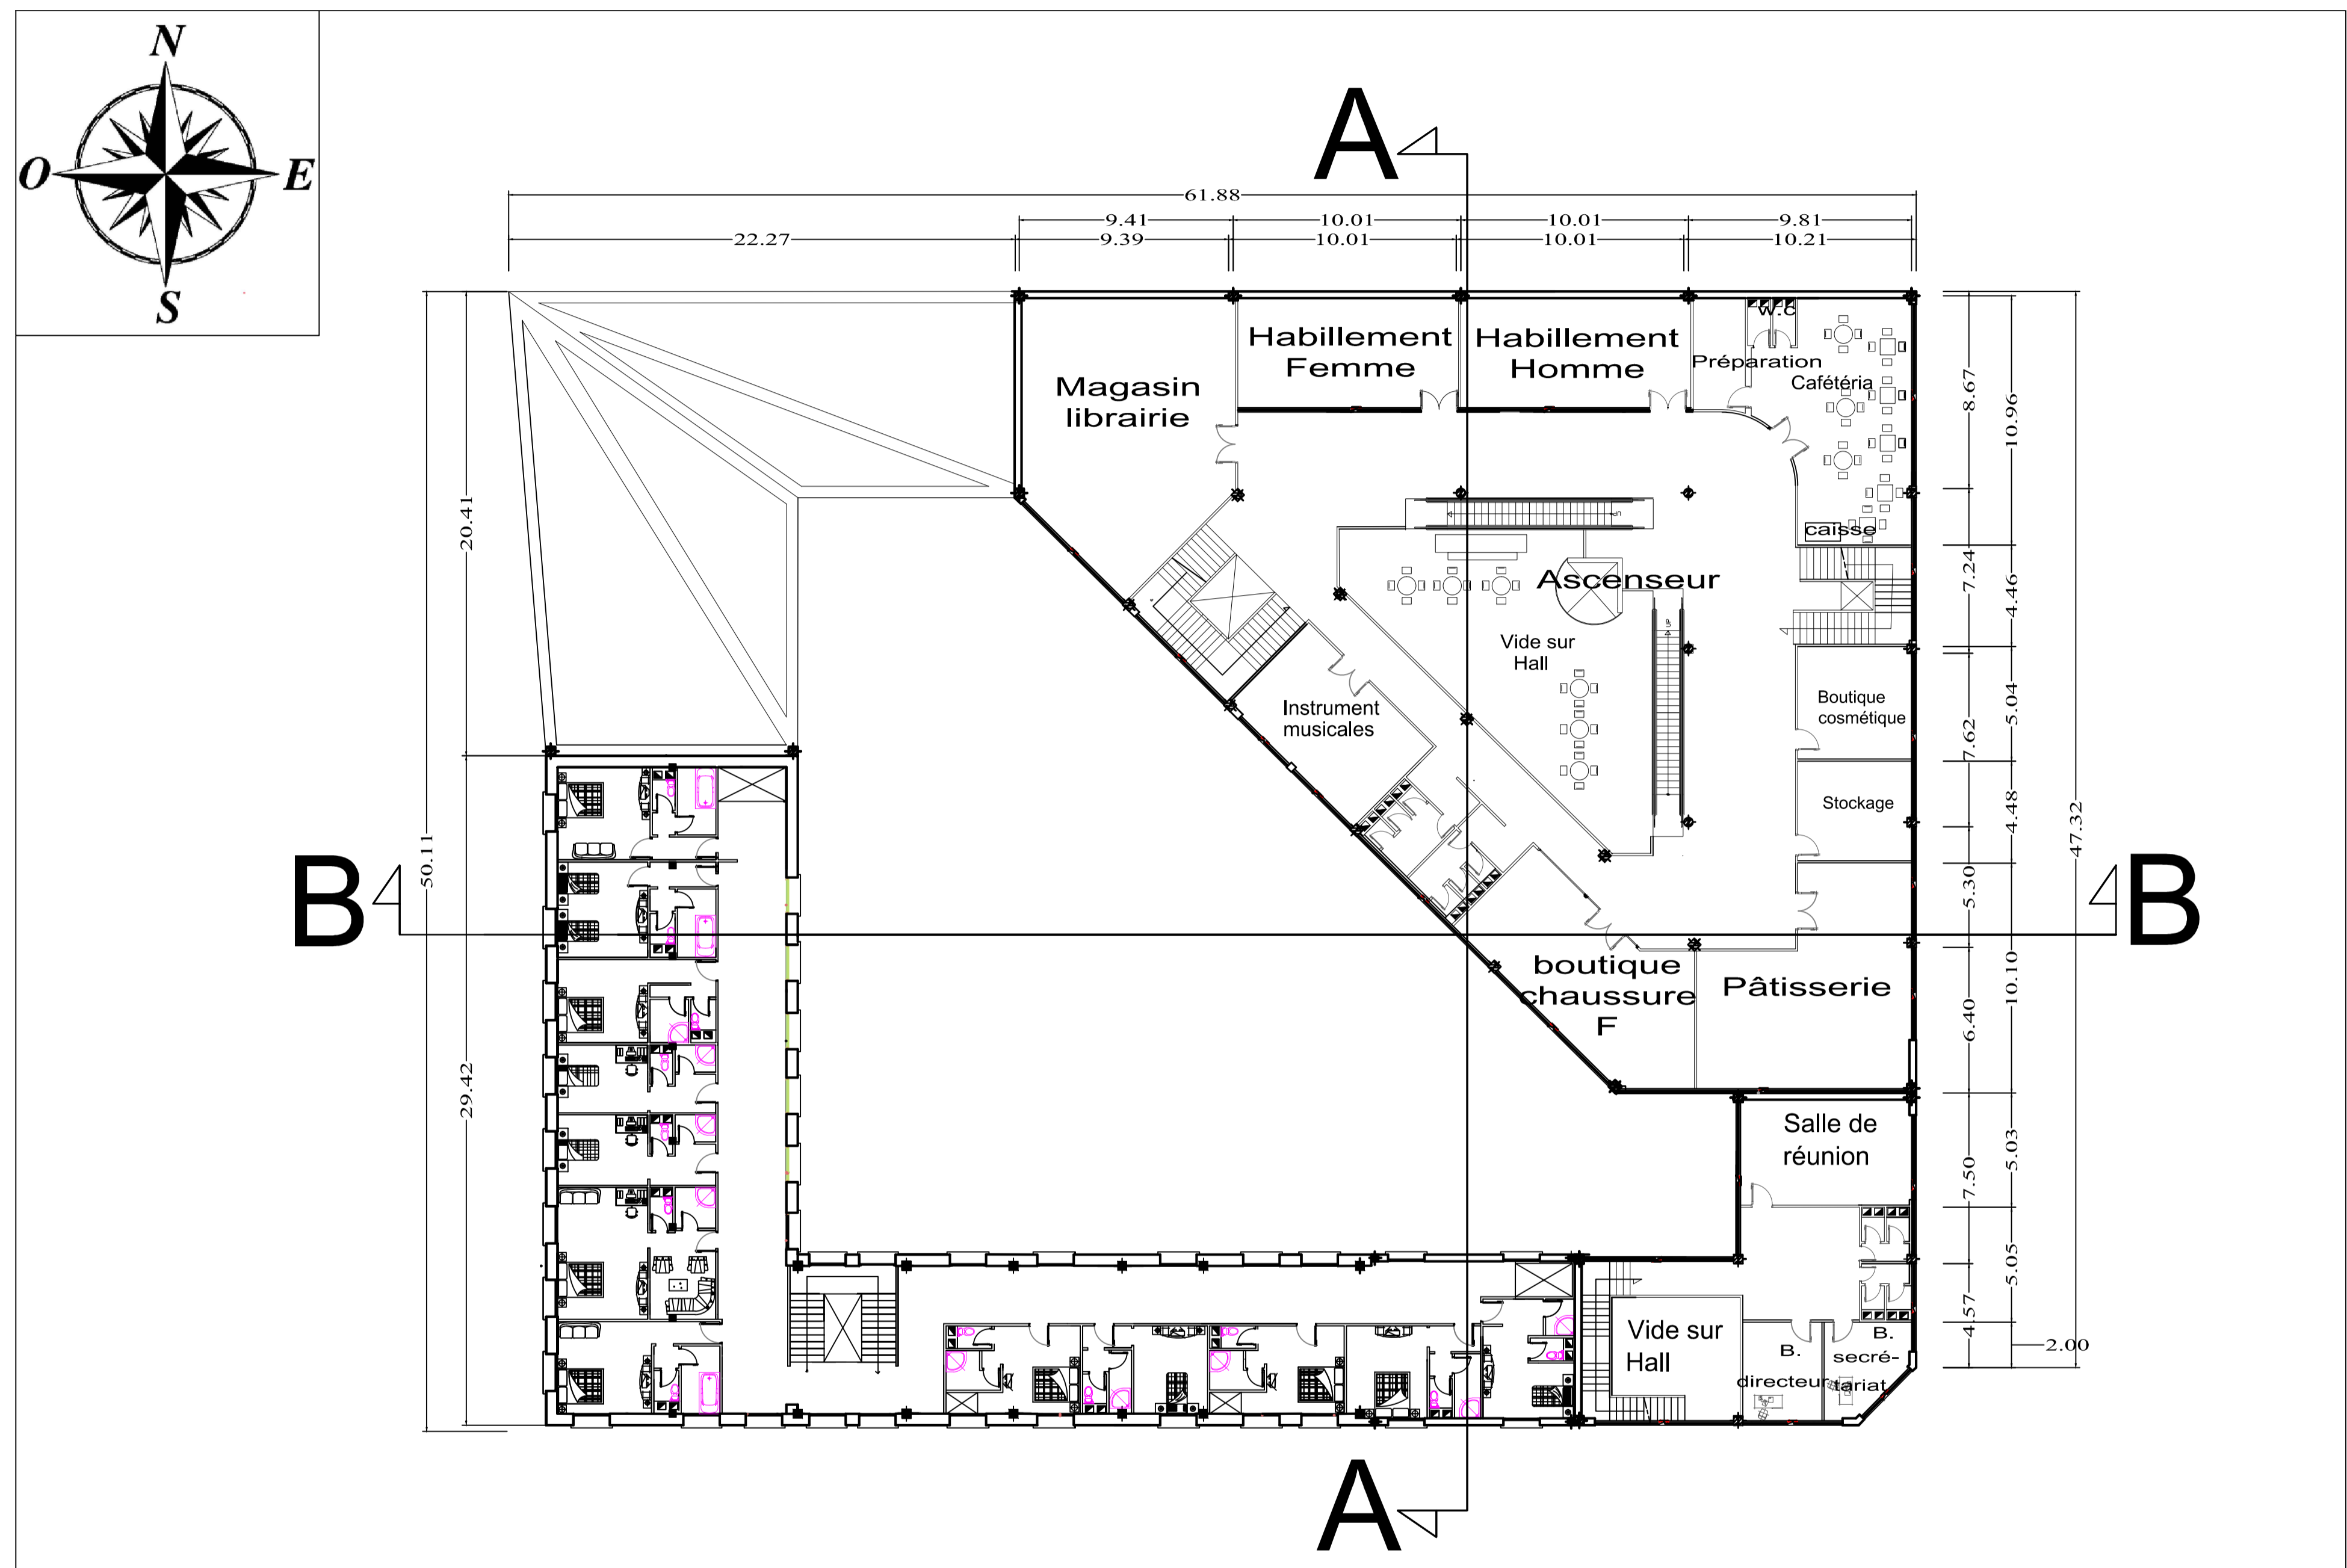 N
O
E
S
A
61.88
9.41
10.01
10.01
9.81
22.27
9.39
10.01
10.01
10.21
W.C
Habillement
Femme
Habillement
Homme
Préparation
Cafétéria
Magasin
librairie
caisse
Ascenseur
Vide sur
Hall
Instrument
musicales
Boutique
cosmétique
Stockage
boutique
chaussure
F
Pâtisserie
Salle de
réunion
Vide sur
Hall
B.
directeur
B.
secré-
tariat
50.11
20.41
29.42
8.67
7.24
7.62
5.30
6.40
7.50
4.57
10.96
4.46
5.04
4.48
10.10
5.03
5.05
2.00
47.32
B
B
A